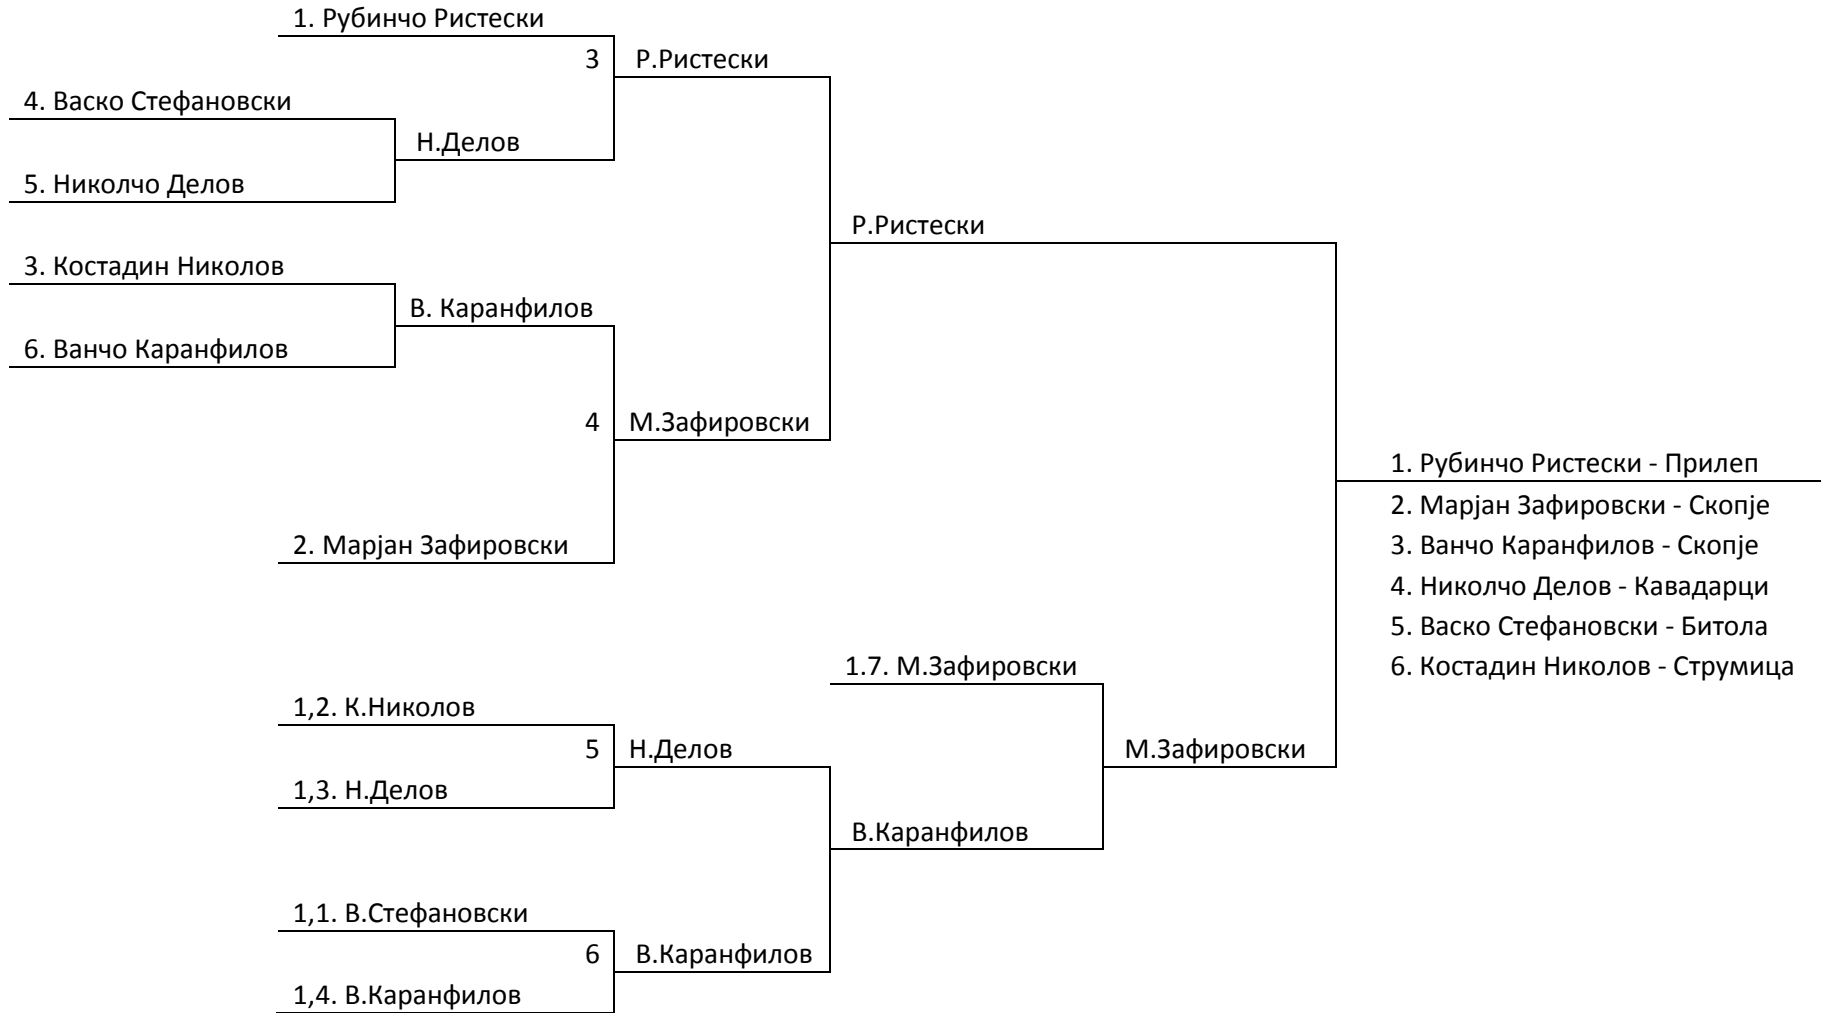 1. Рубинчо Ристески
3
Р.Ристески
4. Васко Стефановски
Н.Делов
5. Николчо Делов
Р.Ристески
3. Костадин Николов
В. Каранфилов
6. Ванчо Каранфилов
4
М.Зафировски
1. Рубинчо Ристески - Прилеп
2. Марјан Зафировски - Скопје
2. Марјан Зафировски
3. Ванчо Каранфилов - Скопје
4. Николчо Делов - Кавадарци
5. Васко Стефановски - Битола
6. Костадин Николов - Струмица
1.7. М.Зафировски
1,2. К.Николов
5
Н.Делов
М.Зафировски
1,3. Н.Делов
В.Каранфилов
1,1. В.Стефановски
6
В.Каранфилов
1,4. В.Каранфилов